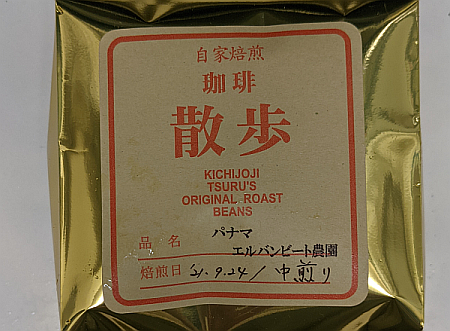 自家焙煎
珈琲
散歩
KICHIJOJI
TSURU'S
ORIGINAL ROAST
BEANS
品名 パナマ
エルバンビート農園
焙煎日 21.9.24/中煎り